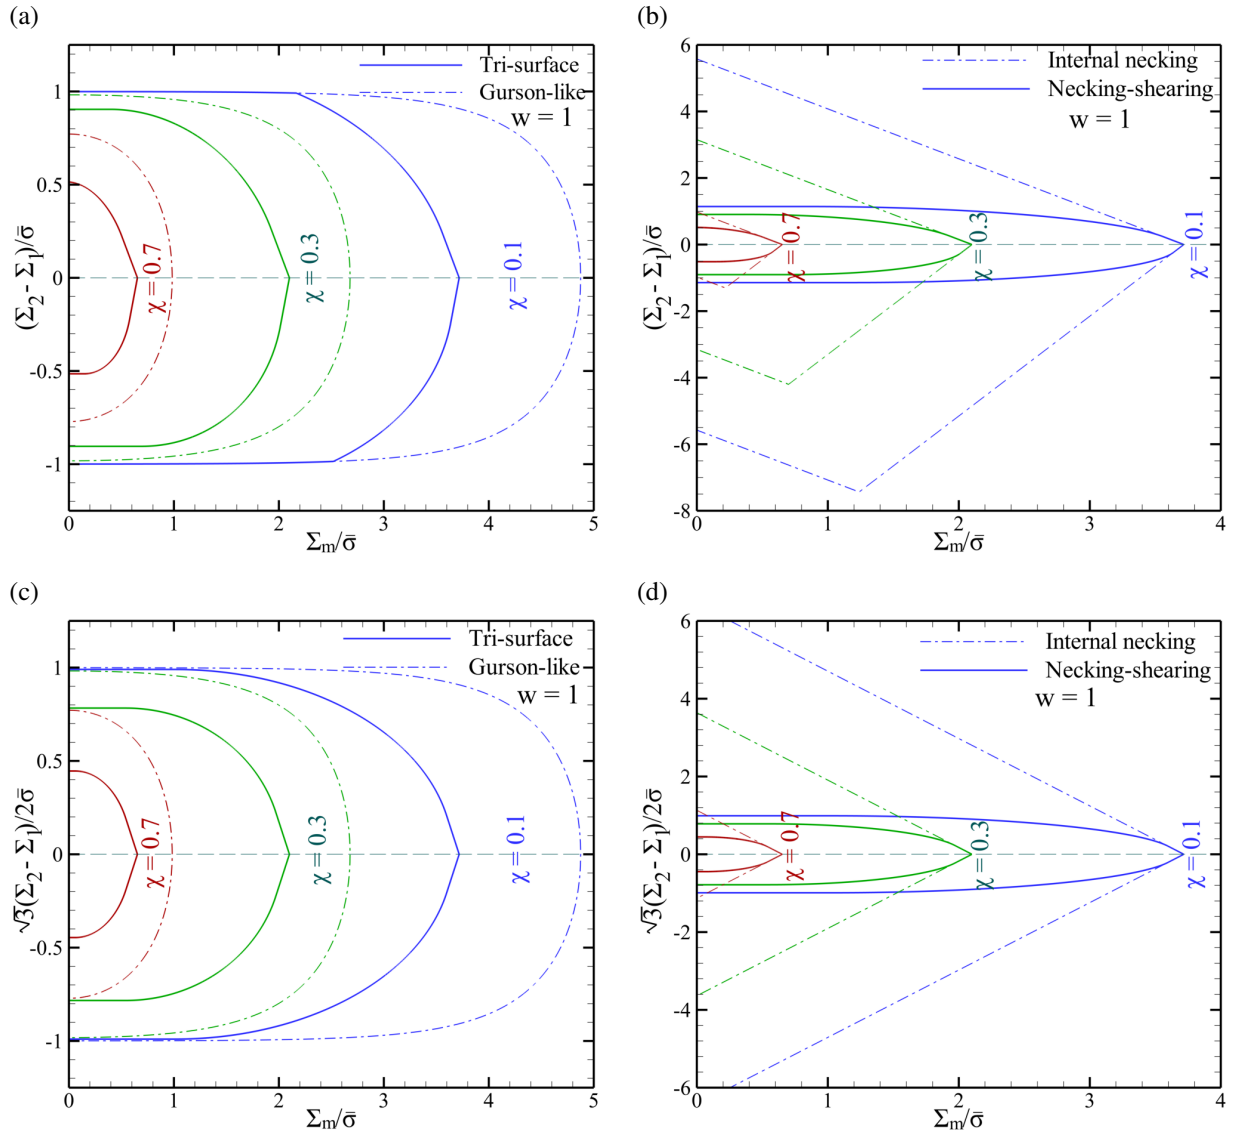 (a)
(Σ₂ - Σ₁)/σ̄
1
0.5
0
-0.5
-1
Tri-surface
Gurson-like
w = 1
χ = 0.7
χ = 0.3
χ = 0.1
0 1 2 3 4 5
Σₘ/σ̄
(b)
(Σ₂ - Σ₁)/σ̄
6
4
2
0
-2
-4
-6
-8
Internal necking
Necking-shearing
w = 1
χ = 0.7
χ = 0.3
χ = 0.1
0 1 2 3 4
Σₘ/σ̄
(c)
√3(Σ₂ - Σ₁)/2σ̄
1
0.5
0
-0.5
-1
Tri-surface
Gurson-like
w = 1
χ = 0.7
χ = 0.3
χ = 0.1
0 1 2 3 4 5
Σₘ/σ̄
(d)
√3(Σ₂ - Σ₁)/2σ̄
6
4
2
0
-2
-4
-6
Internal necking
Necking-shearing
w = 1
χ = 0.7
χ = 0.3
χ = 0.1
0 1 2 3 4
Σₘ/σ̄